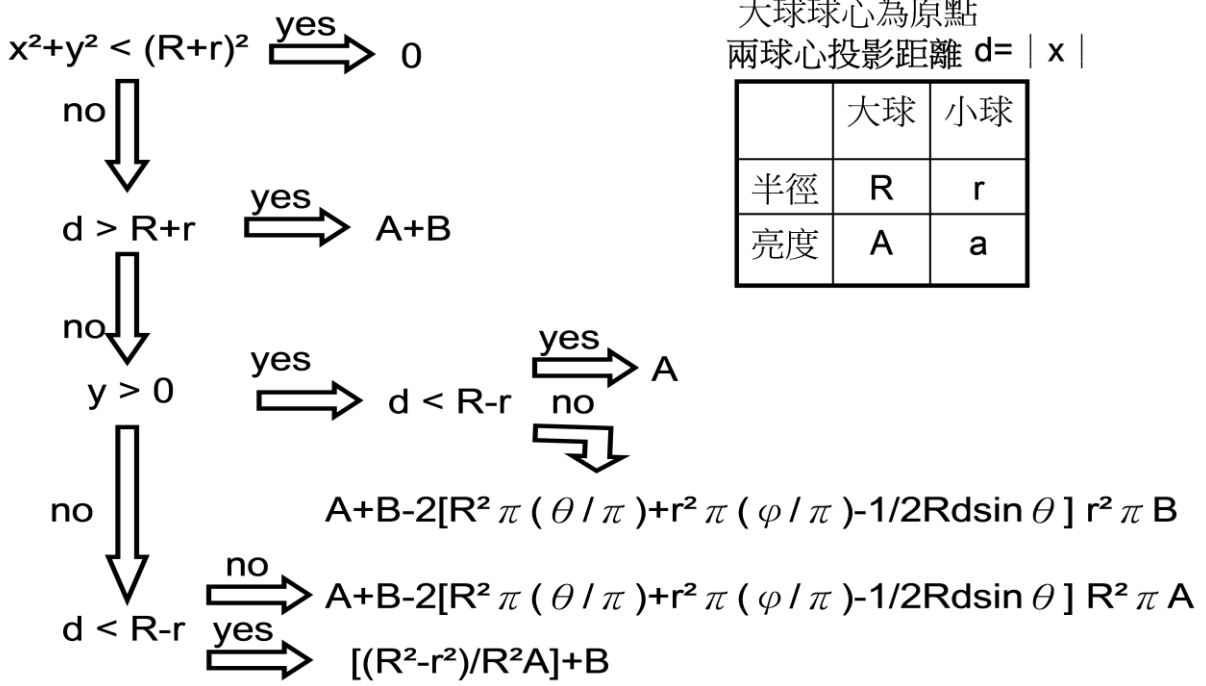 大球球心為原點
兩球心投影距離 d=｜x｜
大球 小球
半徑 R r
亮度 A a
x²+y² < (R+r)² yes 0
no
d > R+r yes A+B
no
y > 0 yes d < R-r yes A
no
A+B-2[R²π(θ/π)+r²π(φ/π)-1/2Rdsinθ] r²πB
no
d < R-r no A+B-2[R²π(θ/π)+r²π(φ/π)-1/2Rdsinθ] R²πA
yes [(R²-r²)/R²A]+B